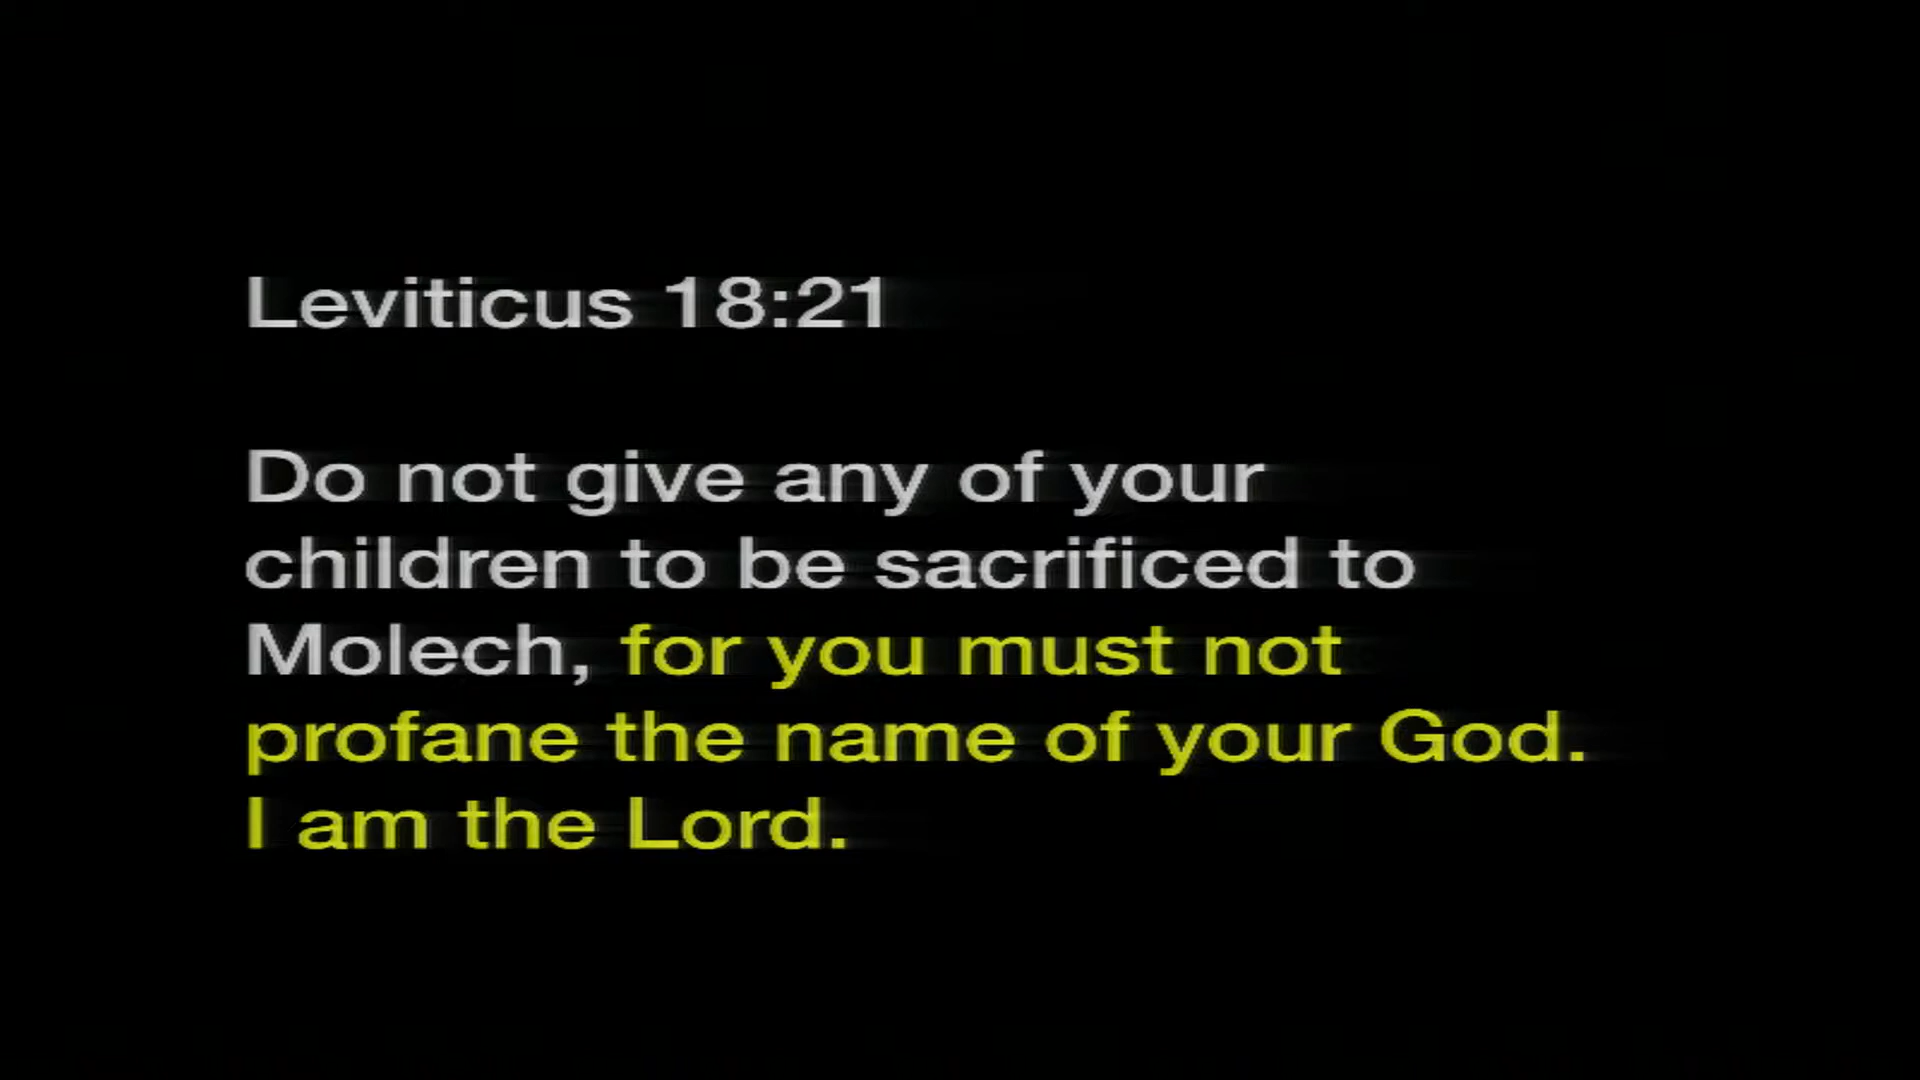 Leviticus 18:21
Do not give any of your
children to be sacrificed to
Molech, for you must not
profane the name of your God.
I am the Lord.